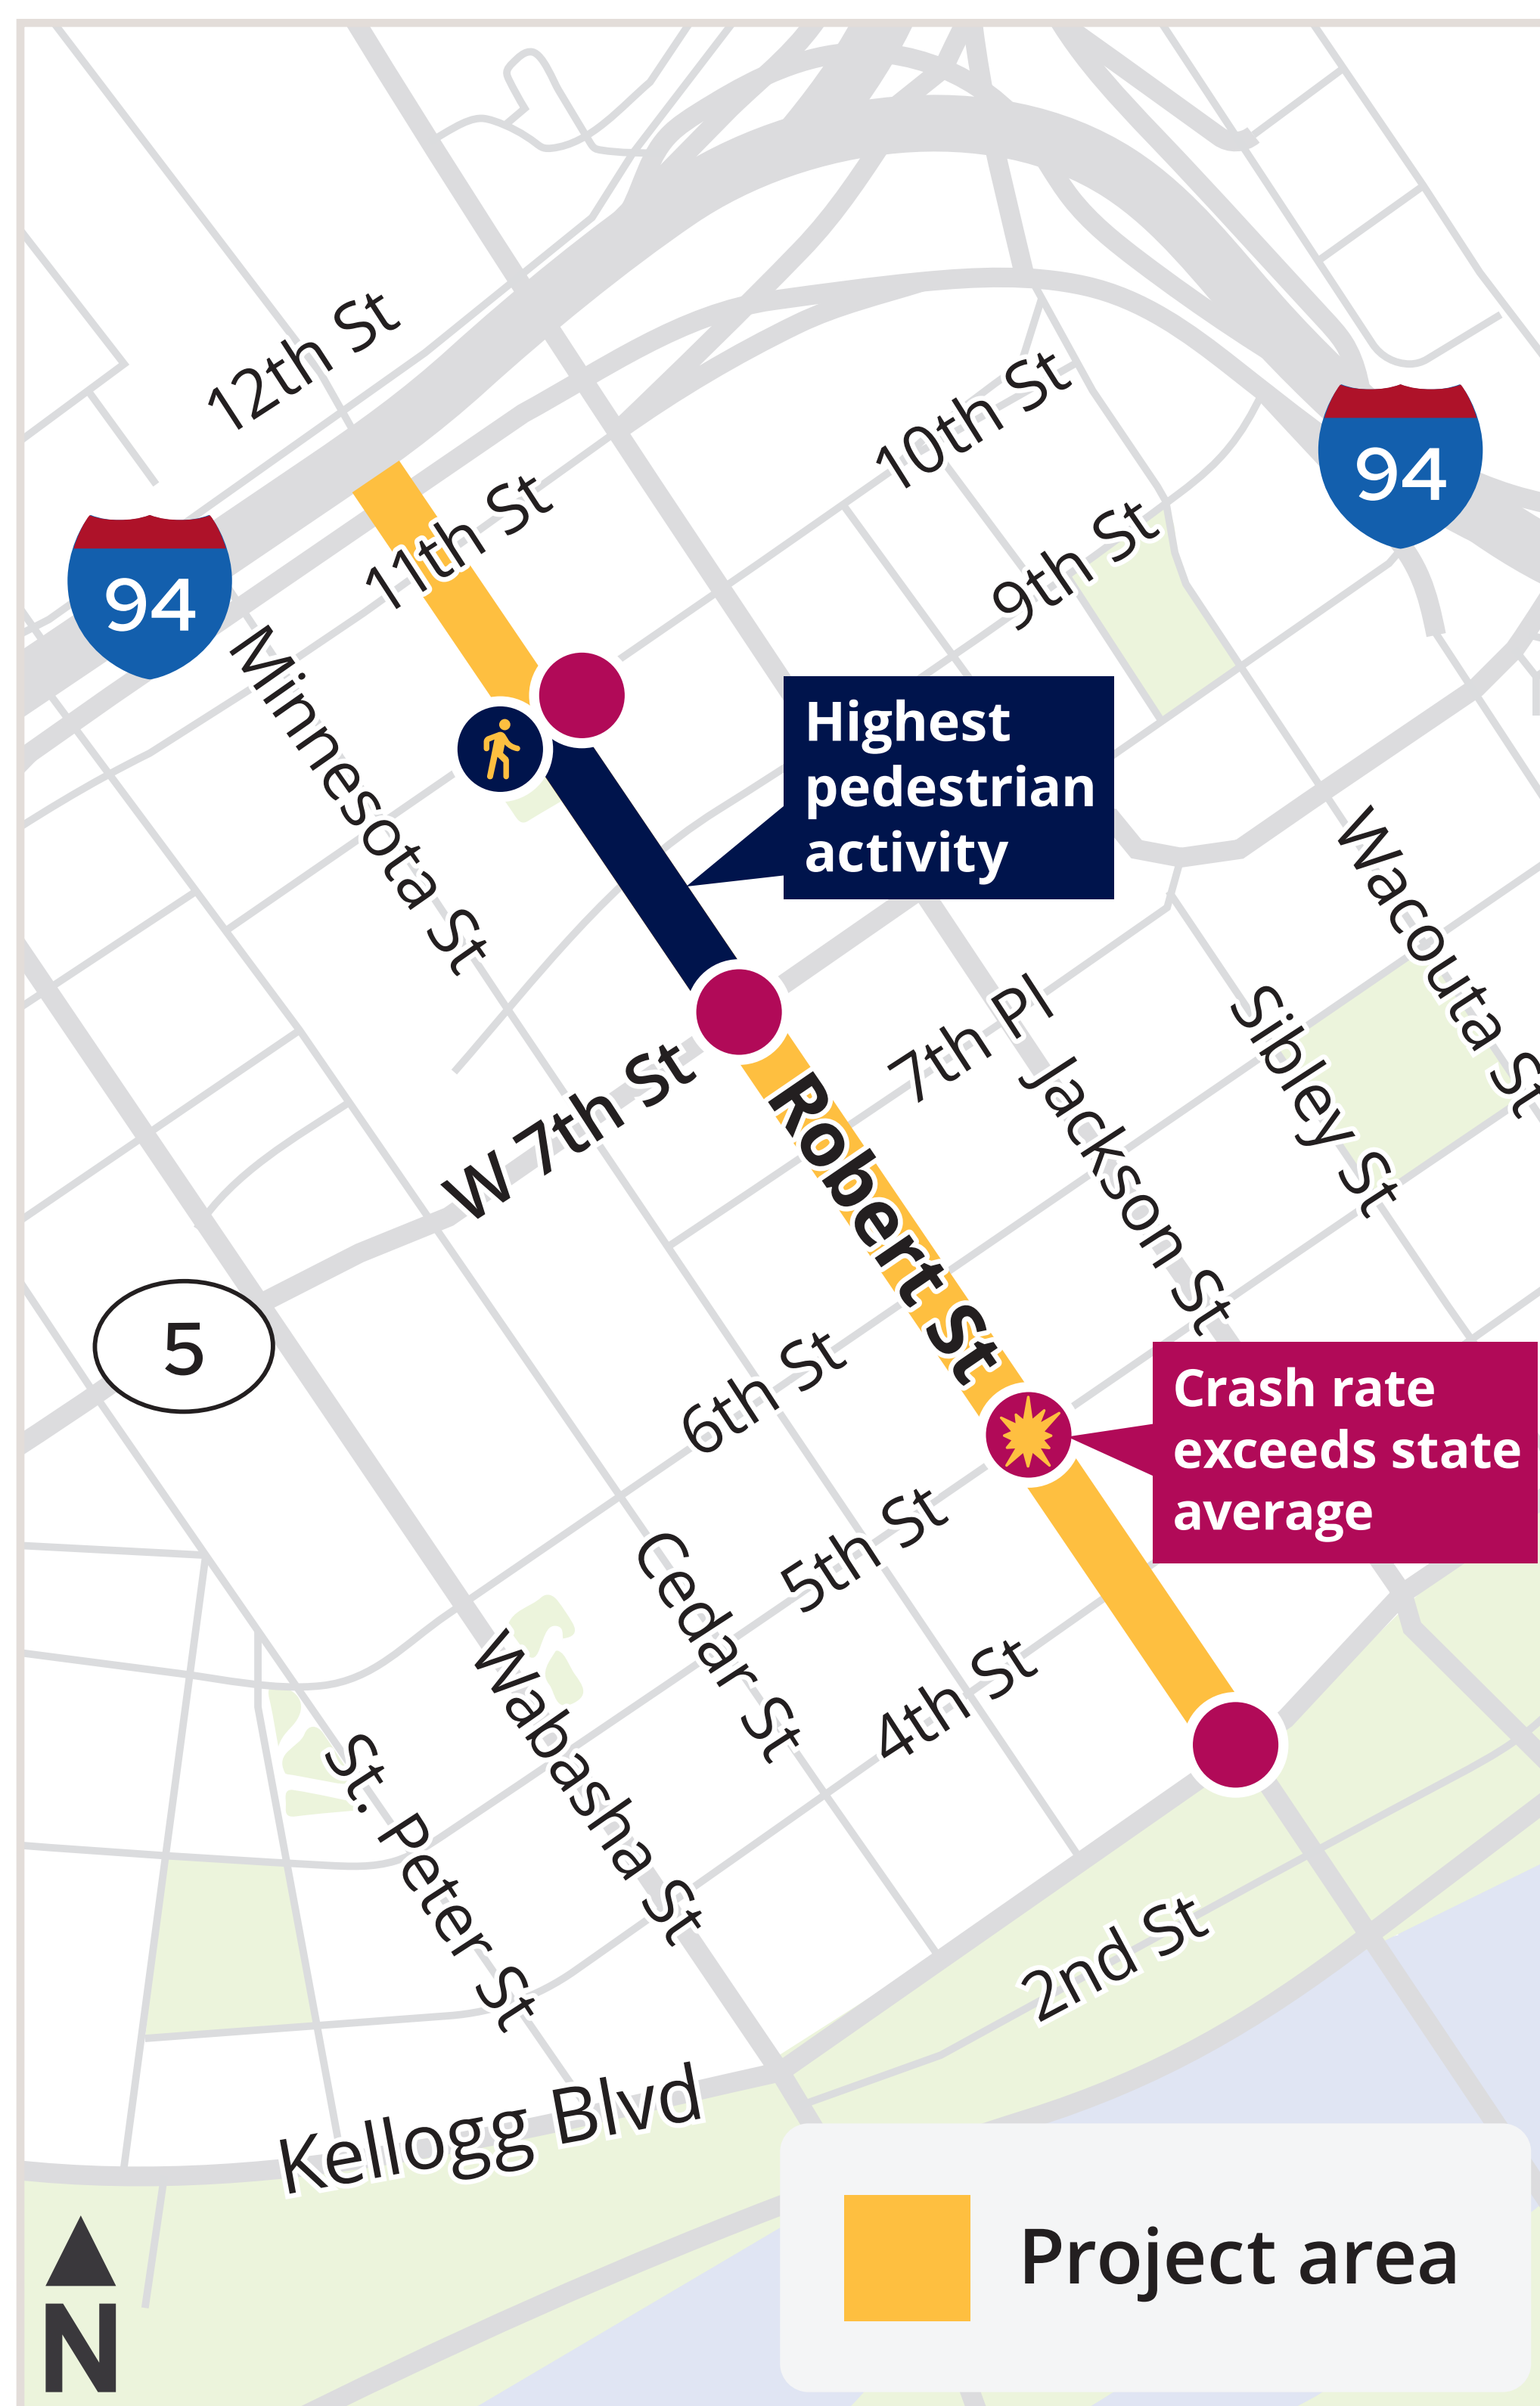 12th St
10th St
94
11th St
9th St
94
Minnesota St
Highest
pedestrian
activity
Wacouta St
7th Pl
Sibley St
W 7th St
Jackson St
Robert St
5
6th St
Crash rate
exceeds state
average
5th St
Cedar St
4th St
Wabasha St
St. Peter St
2nd St
Kellogg Blvd
Project area
N